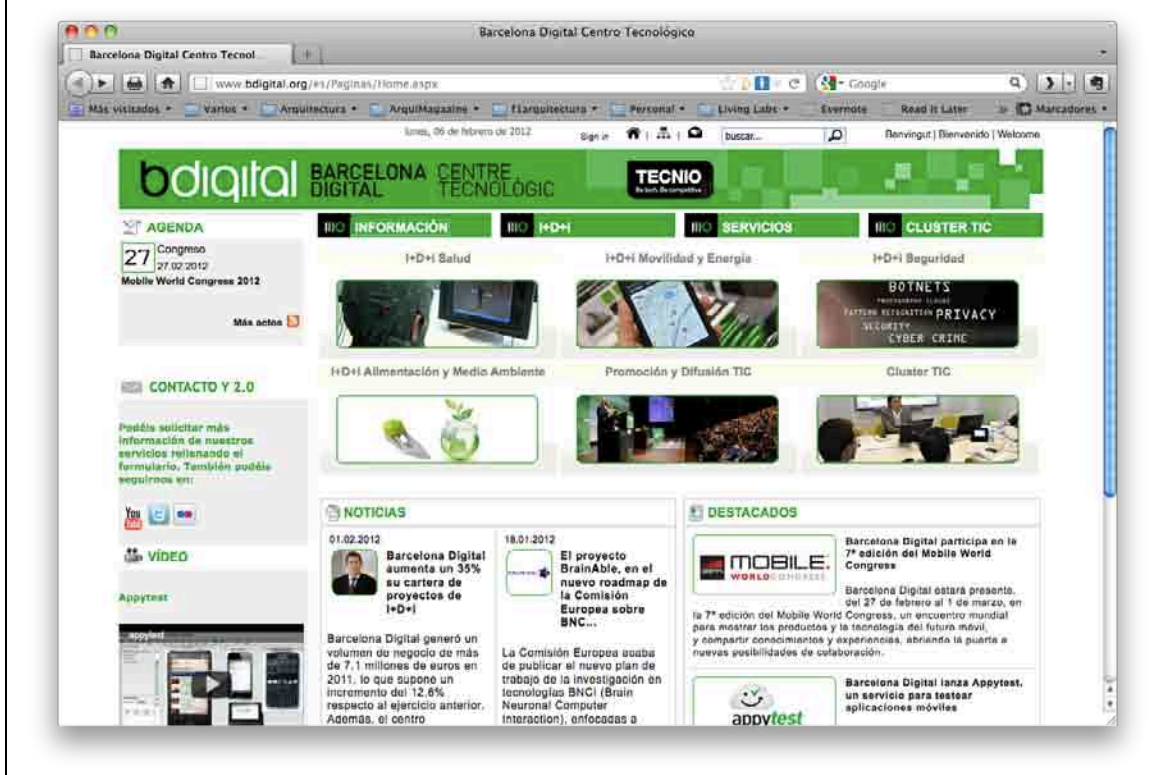 Barcelona Digital Centro Tecnológico
Barcelona Digital Centro Tecnol...
www.bdigital.org/es/Paginas/Home.aspx
Google
Más visitados
Varios
Arquitectura
ArquiMagazine
f1arquitectura
Personal
Living Labs
Evernote
Read It Later
Marcadores
lunes, 06 de febrero de 2012
Sign in
buscar...
Benvingut | Bienvenido | Welcome
bdigital
BARCELONA CENTRE
DIGITAL TECNOLÒGIC
TECNIO
Be tech. Be competitive
AGENDA
27
Congreso
27.02.2012
Mobile World Congress 2012
Más actos
CONTACTO Y 2.0
Podéis solicitar más
información de nuestros
servicios rellenando el
formulario. También podéis
seguirnos en:
You
Tube
VÍDEO
Appytest
appytest
INFORMACIÓN
I+D+i
SERVICIOS
CLUSTER TIC
I+D+i Salud
I+D+i Movilidad y Energía
I+D+i Seguridad
BOTNETS
PATTERN RECOGNITION PRIVACY
SECURITY
CYBER CRIME
I+D+i Alimentación y Medio Ambiente
Promoción y Difusión TIC
Cluster TIC
NOTICIAS
01.02.2012
Barcelona Digital
aumenta un 35%
su cartera de
proyectos de
I+D+i
Barcelona Digital generó un
volumen de negocio de más
de 7,1 millones de euros en
2011, lo que supone un
incremento del 12,6%
respecto al ejercicio anterior.
Además, el centro
18.01.2012
El proyecto
BrainAble, en el
nuevo roadmap de
la Comisión
Europea sobre
BNC...
La Comisión Europea acaba
de publicar el nuevo plan de
trabajo de la investigación en
tecnologías BNCI (Brain
Neuronal Computer
Interaction), enfocadas a
DESTACADOS
MOBILE
WORLD CONGRESS
Barcelona Digital participa en la
7ª edición del Mobile World
Congress
Barcelona Digital estará presente,
del 27 de febrero al 1 de marzo, en
la 7ª edición del Mobile World Congress, un encuentro mundial
para mostrar los productos y la tecnología del futuro móvil,
y compartir conocimientos y experiencias, abriendo la puerta a
nuevas posibilidades de colaboración.
appytest
Barcelona Digital lanza Appytest,
un servicio para testear
aplicaciones móviles